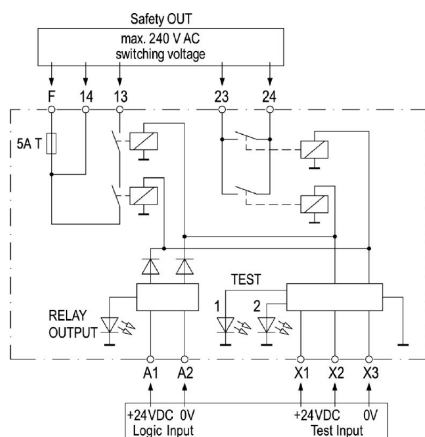 Safety OUT
max. 240 V AC
switching voltage
F 14 13 23 24
5A T
TEST
RELAY
OUTPUT
1 2
A1 A2 X1 X2 X3
+24VDC 0V +24VDC 0V
Logic Input Test Input